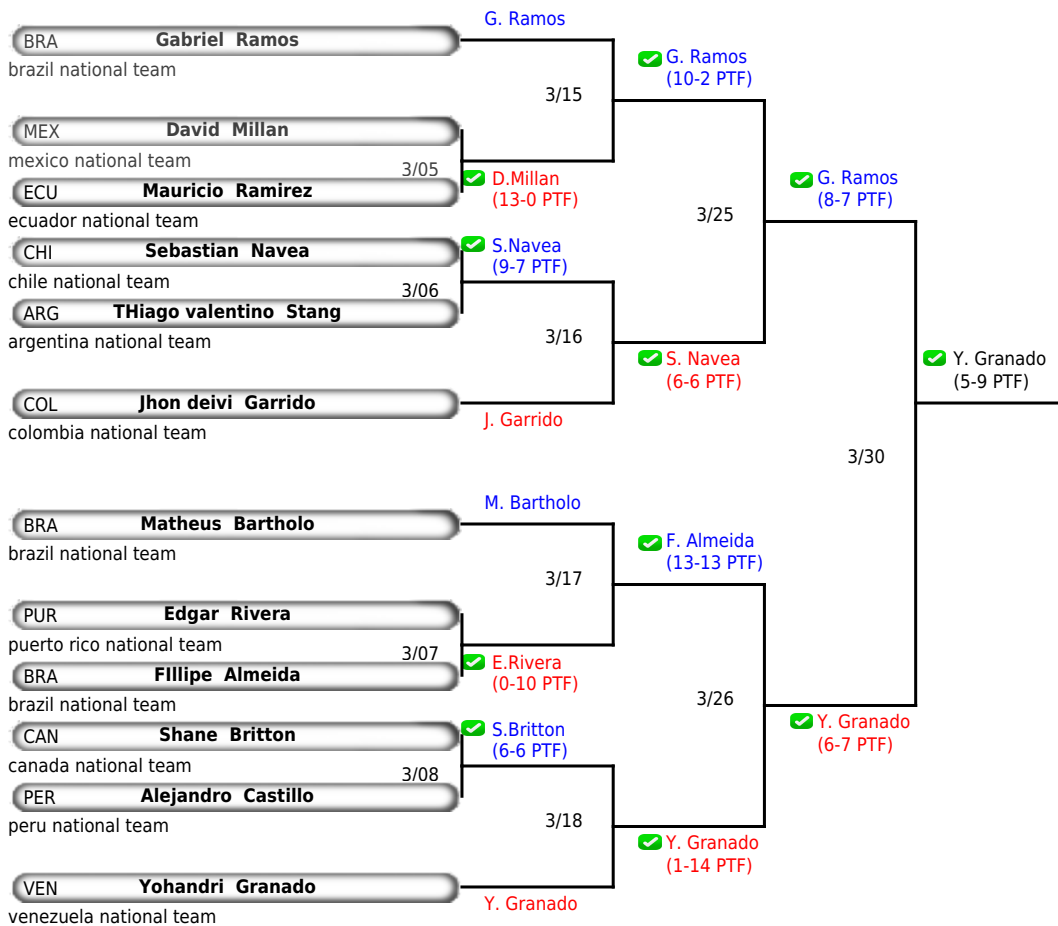 G. Ramos
BRA Gabriel Ramos
brazil national team
G. Ramos
(10-2 PTF)
3/15
MEX David Millan
mexico national team
3/05
D.Millan
(13-0 PTF)
ECU Mauricio Ramirez
ecuador national team
G. Ramos
(8-7 PTF)
3/25
CHI Sebastian Navea
chile national team
S.Navea
(9-7 PTF)
3/06
ARG THiago valentino Stang
argentina national team
3/16
S. Navea
(6-6 PTF)
COL Jhon deivi Garrido
colombia national team
J. Garrido
Y. Granado
(5-9 PTF)
3/30
M. Bartholo
BRA Matheus Bartholo
brazil national team
F. Almeida
(13-13 PTF)
3/17
PUR Edgar Rivera
puerto rico national team
3/07
E.Rivera
(0-10 PTF)
BRA FIllipe Almeida
brazil national team
3/26
Y. Granado
(6-7 PTF)
CAN Shane Britton
canada national team
S.Britton
(6-6 PTF)
3/08
PER Alejandro Castillo
peru national team
3/18
Y. Granado
(1-14 PTF)
VEN Yohandri Granado
venezuela national team
Y. Granado